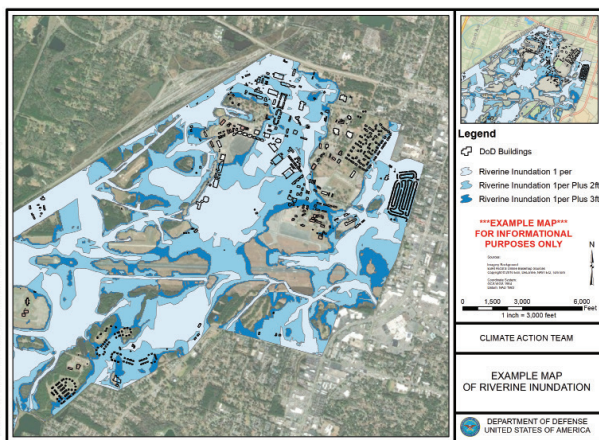 Legend
DoD Buildings
Riverine Inundation 1 per
Riverine Inundation 1per Plus 2ft
Riverine Inundation 1per Plus 3ft
***EXAMPLE MAP***
FOR INFORMATIONAL
PURPOSES ONLY
N
0 1,500 3,000 6,000
Feet
1 inch = 3,000 feet
CLIMATE ACTION TEAM
EXAMPLE MAP
OF RIVERINE INUNDATION
DEPARTMENT OF DEFENSE
UNITED STATES OF AMERICA